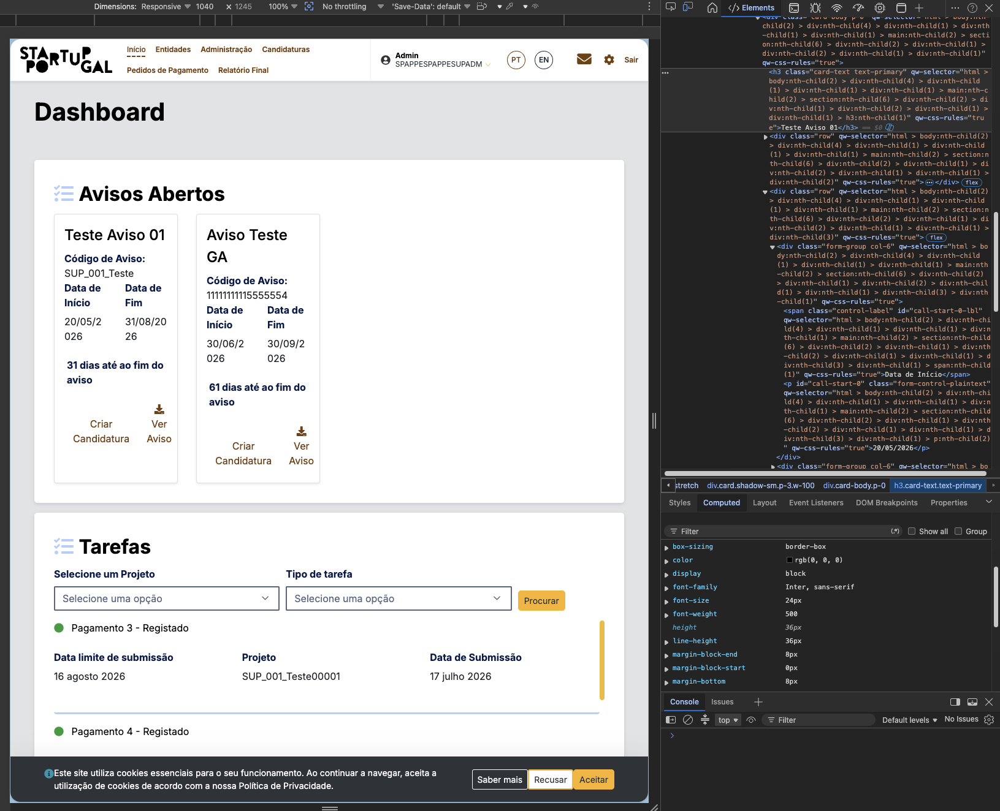 Dimensions: Responsive 1040 × 1245 100% No throttling 'Save-Data': default
STARTUP PORTUGAL
Início Entidades Administração Candidaturas
Pedidos de Pagamento Relatório Final
Admin
SPAPPESPAPPESUPADM
PT EN Sair
Dashboard
Avisos Abertos
Teste Aviso 01
Código de Aviso:
SUP_001_Teste
Data de Início
Data de Fim
20/05/2026
31/08/2026
31 dias até ao fim do
aviso
Criar
Candidatura
Ver
Aviso
Aviso Teste
GA
Código de Aviso:
11111111115555554
Data de Início
Data de Fim
30/06/2026
30/09/2026
61 dias até ao fim do
aviso
Criar
Candidatura
Ver
Aviso
Tarefas
Selecione um Projeto Tipo de tarefa
Selecione uma opção Selecione uma opção Procurar
Pagamento 3 - Registado
Data limite de submissão Projeto Data de Submissão
16 agosto 2026 SUP_001_Teste00001 17 julho 2026
Pagamento 4 - Registado
Este site utiliza cookies essenciais para o seu funcionamento. Ao continuar a navegar, aceita a
utilização de cookies de acordo com a nossa Política de Privacidade.
Saber mais Recusar Aceitar
Elements
child(2) > div:nth-child(4) > div:nth-child(1) > div:nth
-child(1) > div:nth-child(1) > main:nth-child(2) > secti
on:nth-child(6) > div:nth-child(2) > div:nth-child(1) >
div:nth-child(2) > div:nth-child(1) > div:nth-child(1)"
qw-css-rules="true">
<h3 class="card-text text-primary" qw-selector="html >
body:nth-child(2) > div:nth-child(4) > div:nth-child
(1) > div:nth-child(1) > div:nth-child(1) > main:nth-c
hild(2) > section:nth-child(6) > div:nth-child(2) > di
v:nth-child(1) > div:nth-child(2) > div:nth-child(1) >
div:nth-child(1) > h3:nth-child(1)" qw-css-rules="tru
e">Teste Aviso 01</h3> == $0
<div class="row" qw-selector="html > body:nth-child(2)
> div:nth-child(4) > div:nth-child(1) > div:nth-child
(1) > div:nth-child(1) > main:nth-child(2) > section:n
th-child(6) > div:nth-child(2) > div:nth-child(1) > di
v:nth-child(2) > div:nth-child(1) > div:nth-child(1) >
div:nth-child(2)" qw-css-rules="true">…</div> flex
<div class="row" qw-selector="html > body:nth-child(2)
> div:nth-child(4) > div:nth-child(1) > div:nth-child
(1) > div:nth-child(1) > main:nth-child(2) > section:n
th-child(6) > div:nth-child(2) > div:nth-child(1) > di
v:nth-child(2) > div:nth-child(1) > div:nth-child(1) >
div:nth-child(3)" qw-css-rules="true"> flex
<div class="form-group col-6" qw-selector="html > bo
dy:nth-child(2) > div:nth-child(4) > div:nth-child
(1) > div:nth-child(1) > div:nth-child(1) > main:nth
-child(2) > section:nth-child(6) > div:nth-child(2)
> div:nth-child(1) > div:nth-child(2) > div:nth-chil
d(1) > div:nth-child(1) > div:nth-child(3) > div:nth
-child(1)" qw-css-rules="true">
<span class="control-label" id="call-start-0-lbl"
qw-selector="html > body:nth-child(2) > div:nth-chi
ld(4) > div:nth-child(1) > div:nth-child(1) > div:n
th-child(1) > main:nth-child(2) > section:nth-child
(6) > div:nth-child(2) > div:nth-child(1) > div:nth
-child(2) > div:nth-child(1) > div:nth-child(1) > d
iv:nth-child(3) > div:nth-child(1) > span:nth-child
(1)" qw-css-rules="true">Data de Início</span>
<p id="call-start-0" class="form-control-plaintext"
qw-selector="html > body:nth-child(2) > div:nth-chi
ld(4) > div:nth-child(1) > div:nth-child(1) > div:n
th-child(1) > main:nth-child(2) > section:nth-child
(6) > div:nth-child(2) > div:nth-child(1) > div:nth
-child(2) > div:nth-child(1) > div:nth-child(1) > d
iv:nth-child(3) > div:nth-child(1) > p:nth-child(2)
" qw-css-rules="true">20/05/2026</p>
</div>
<div class="form-group col-6" qw-selector="html > bo
stretch div.card.shadow-sm.p-3.w-100 div.card-body.p-0 h3.card-text.text-primary
Styles Computed Layout Event Listeners DOM Breakpoints Properties
Filter (.*) Show all Group
box-sizing border-box
color rgb(0, 0, 0)
display block
font-family Inter, sans-serif
font-size 24px
font-weight 500
height 36px
line-height 36px
margin-block-end 8px
margin-block-start 0px
margin-bottom 8px
Console Issues
top Filter Default levels No Issues